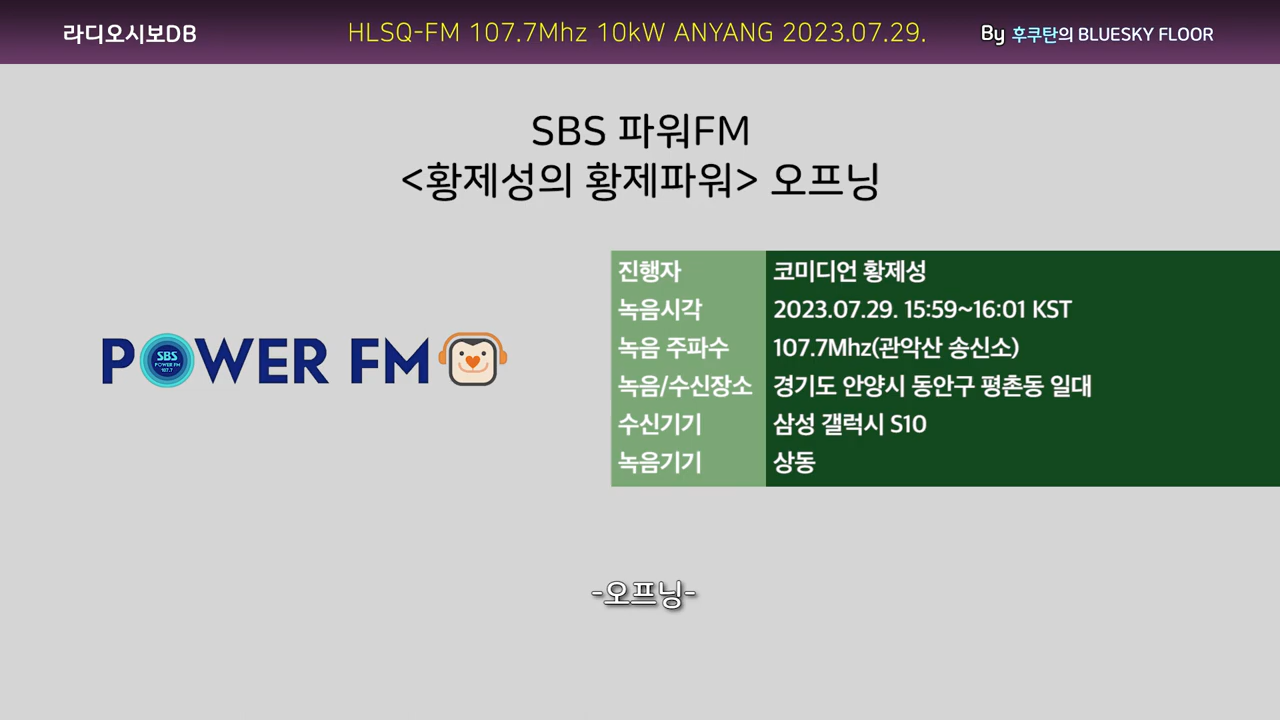 라디오시보DB
HLSQ-FM 107.7Mhz 10kW ANYANG 2023.07.29.
By 후쿠탄의 BLUESKY FLOOR
SBS 파워FM
<황제성의 황제파워> 오프닝
진행자 코미디언 황제성
녹음시각 2023.07.29. 15:59~16:01 KST
녹음 주파수 107.7Mhz(관악산 송신소)
녹음/수신장소 경기도 안양시 동안구 평촌동 일대
수신기기 삼성 갤럭시 S10
녹음기기 상동
POWER FM
SBS
POWER FM
107.7
-오프닝-